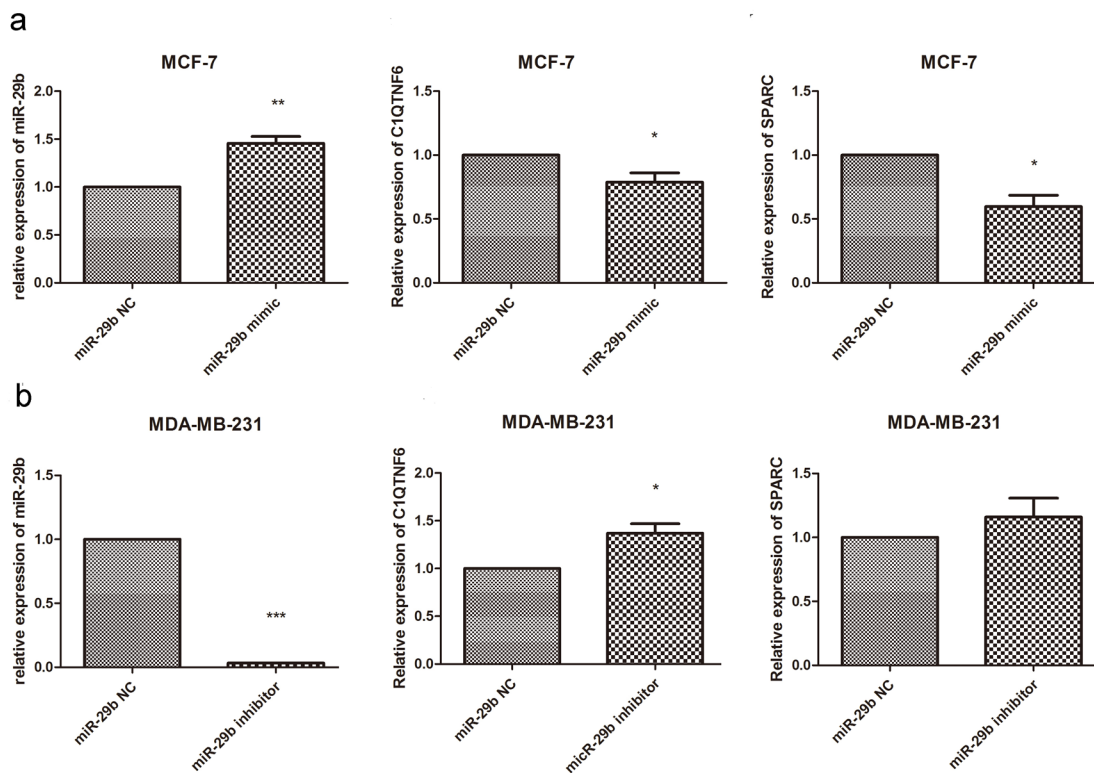 a
MCF-7
relative expression of miR-29b
2.0
1.5
1.0
0.5
0.0
**
miR-29b NC
miR-29b mimic
MCF-7
Relative expression of C1QTNF6
1.5
1.0
0.5
0.0
*
miR-29b NC
miR-29b mimic
MCF-7
Relative expression of SPARC
1.5
1.0
0.5
0.0
*
miR-29b NC
miR-29b mimic
b
MDA-MB-231
relative expression of miR-29b
1.5
1.0
0.5
0.0
***
miR-29b NC
miR-29b inhibitor
MDA-MB-231
Relative expression of C1QTNF6
2.0
1.5
1.0
0.5
0.0
*
miR-29b NC
micR-29b inhibitor
MDA-MB-231
Relative expression of SPARC
1.5
1.0
0.5
0.0
miR-29b NC
miR-29b inhibitor